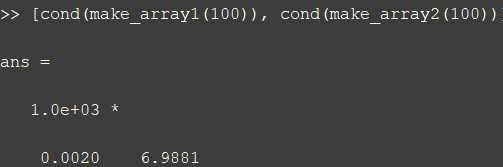 >> [cond(make_array1(100)), cond(make_array2(100))]
ans =
1.0e+03 *
0.0020    6.9881